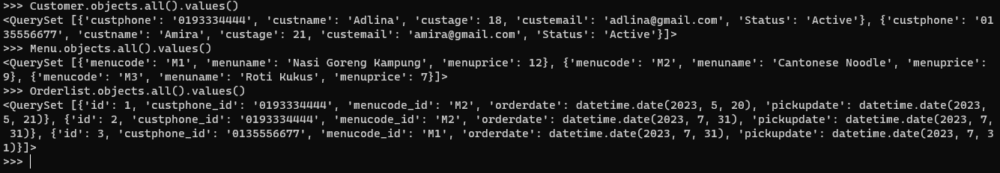 >>> Customer.objects.all().values()
<QuerySet [{'custphone': '0193334444', 'custname': 'Adlina', 'custage': 18, 'custemail': 'adlina@gmail.com', 'Status': 'Active'}, {'custphone': '01
35556677', 'custname': 'Amira', 'custage': 21, 'custemail': 'amira@gmail.com', 'Status': 'Active'}]>
>>> Menu.objects.all().values()
<QuerySet [{'menucode': 'M1', 'menuname': 'Nasi Goreng Kampung', 'menuprice': 12}, {'menucode': 'M2', 'menuname': 'Cantonese Noodle', 'menuprice':
9}, {'menucode': 'M3', 'menuname': 'Roti Kukus', 'menuprice': 7}]>
>>> Orderlist.objects.all().values()
<QuerySet [{'id': 1, 'custphone_id': '0193334444', 'menucode_id': 'M2', 'orderdate': datetime.date(2023, 5, 20), 'pickupdate': datetime.date(2023,
5, 21)}, {'id': 2, 'custphone_id': '0193334444', 'menucode_id': 'M2', 'orderdate': datetime.date(2023, 7, 31), 'pickupdate': datetime.date(2023, 7,
 31)}, {'id': 3, 'custphone_id': '0135556677', 'menucode_id': 'M1', 'orderdate': datetime.date(2023, 7, 31), 'pickupdate': datetime.date(2023, 7, 3
1)}]>
>>>